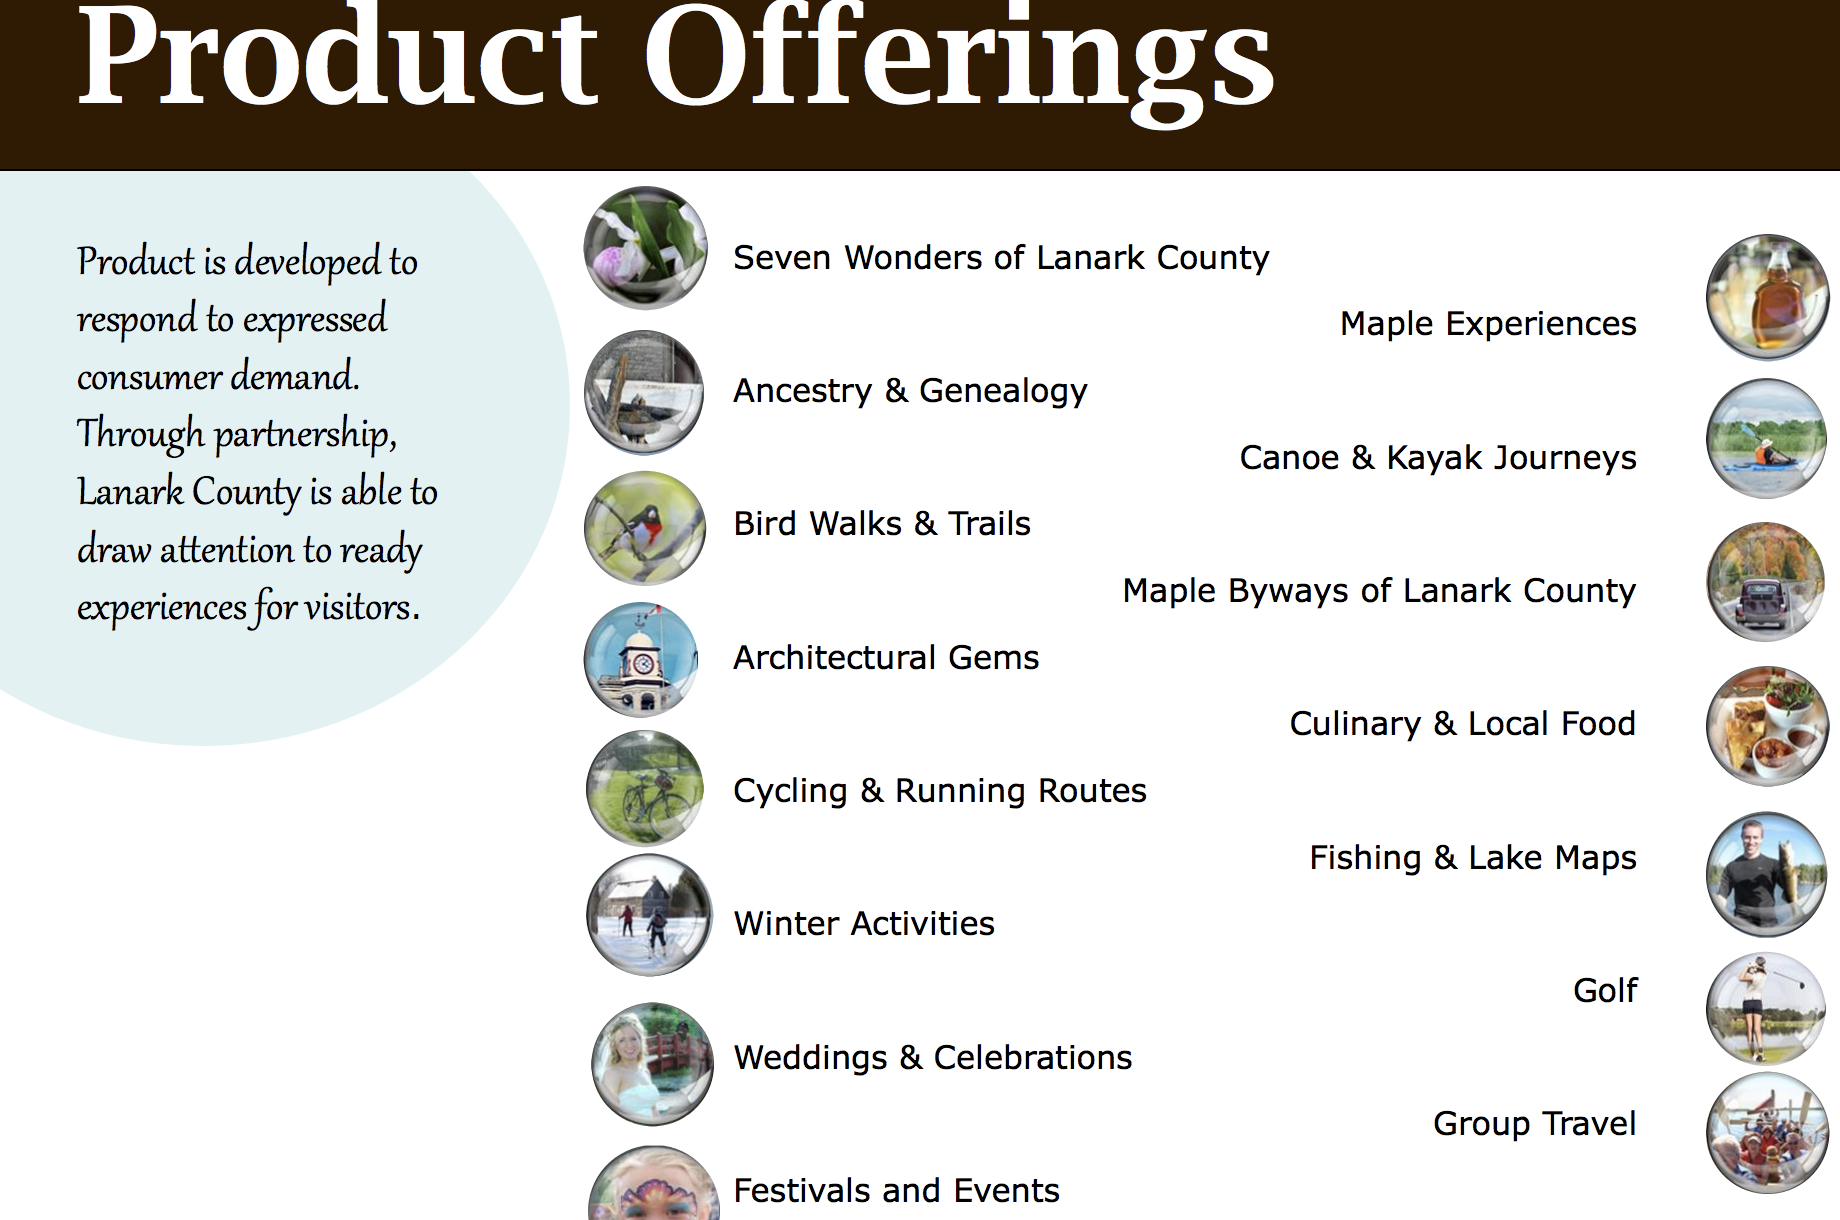 Product Offerings
Product is developed to
respond to expressed
consumer demand.
Through partnership,
Lanark County is able to
draw attention to ready
experiences for visitors.
Seven Wonders of Lanark County
Maple Experiences
Ancestry & Genealogy
Canoe & Kayak Journeys
Bird Walks & Trails
Maple Byways of Lanark County
Architectural Gems
Culinary & Local Food
Cycling & Running Routes
Fishing & Lake Maps
Winter Activities
Golf
Weddings & Celebrations
Group Travel
Festivals and Events